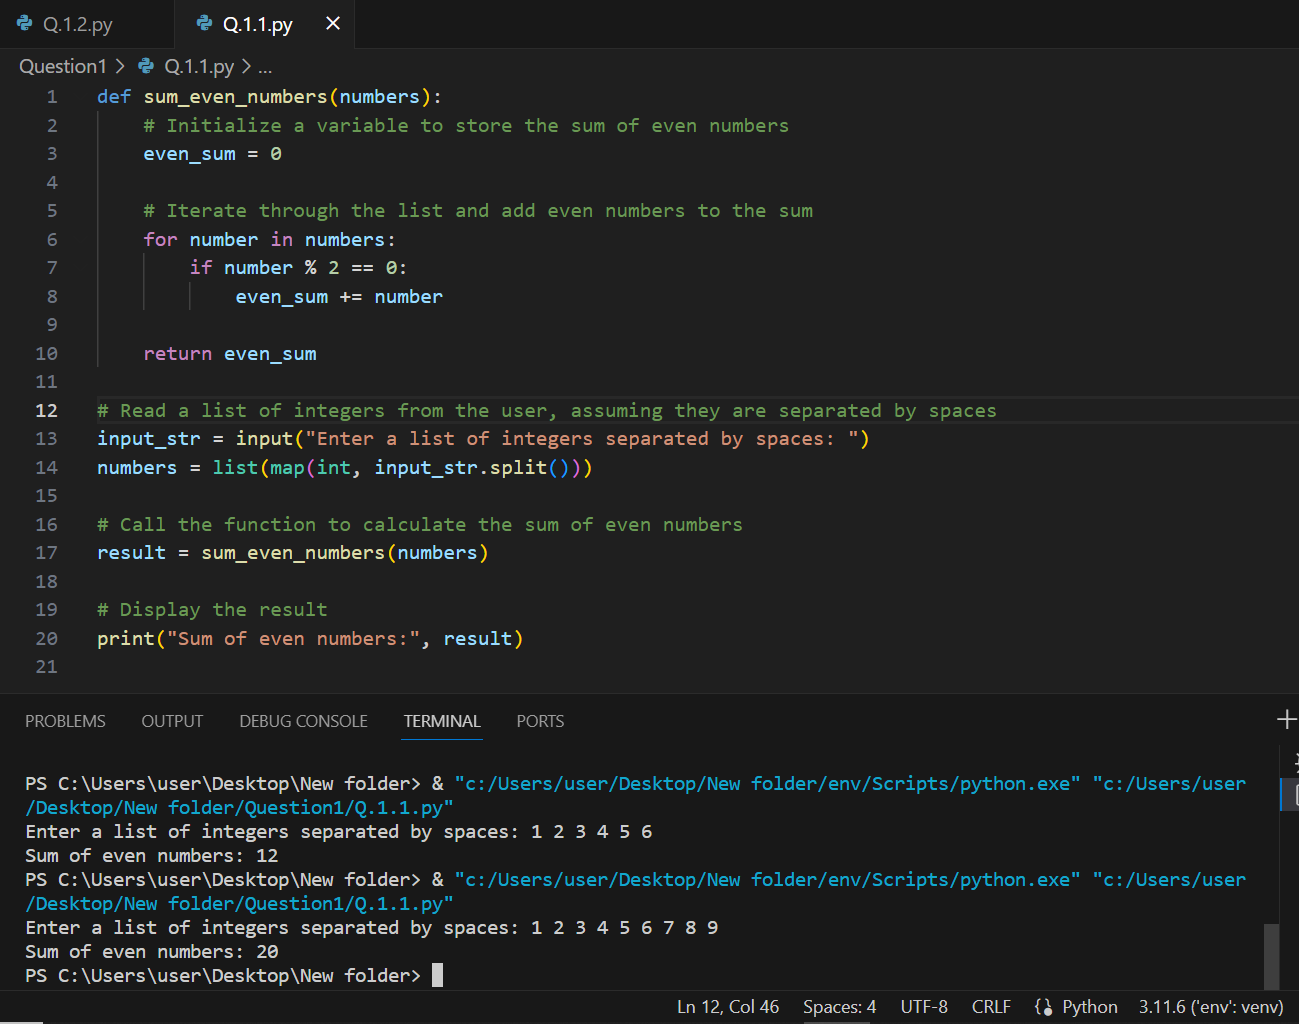 Q.1.2.py
Q.1.1.py
Question1 > Q.1.1.py > ...
1 def sum_even_numbers(numbers):
2     # Initialize a variable to store the sum of even numbers
3     even_sum = 0
4
5     # Iterate through the list and add even numbers to the sum
6     for number in numbers:
7         if number % 2 == 0:
8             even_sum += number
9
10     return even_sum
11
12 # Read a list of integers from the user, assuming they are separated by spaces
13 input_str = input("Enter a list of integers separated by spaces: ")
14 numbers = list(map(int, input_str.split()))
15
16 # Call the function to calculate the sum of even numbers
17 result = sum_even_numbers(numbers)
18
19 # Display the result
20 print("Sum of even numbers:", result)
21
PROBLEMS OUTPUT DEBUG CONSOLE TERMINAL PORTS
PS C:\Users\user\Desktop\New folder> & "c:/Users/user/Desktop/New folder/env/Scripts/python.exe" "c:/Users/user
/Desktop/New folder/Question1/Q.1.1.py"
Enter a list of integers separated by spaces: 1 2 3 4 5 6
Sum of even numbers: 12
PS C:\Users\user\Desktop\New folder> & "c:/Users/user/Desktop/New folder/env/Scripts/python.exe" "c:/Users/user
/Desktop/New folder/Question1/Q.1.1.py"
Enter a list of integers separated by spaces: 1 2 3 4 5 6 7 8 9
Sum of even numbers: 20
PS C:\Users\user\Desktop\New folder>
Ln 12, Col 46 Spaces: 4 UTF-8 CRLF Python 3.11.6 ('env': venv)